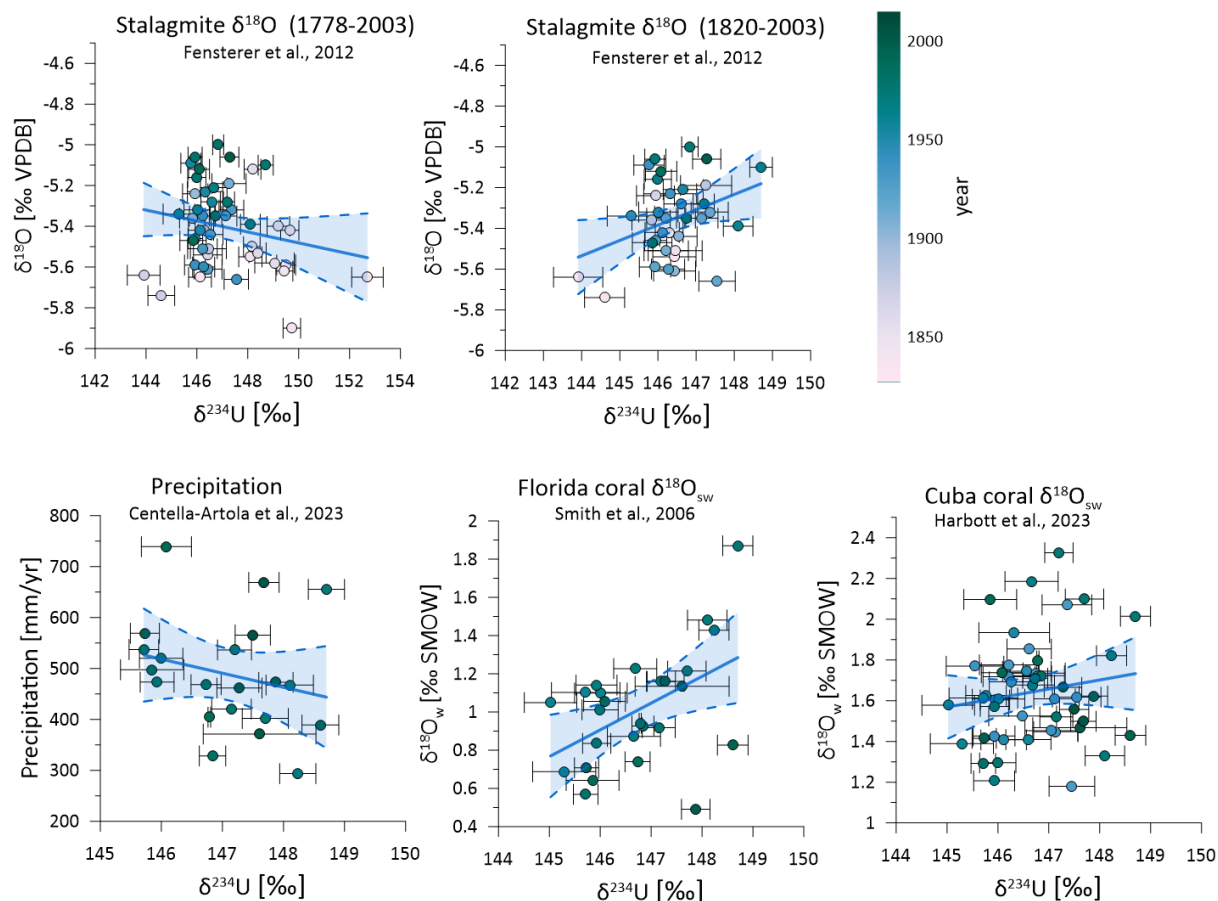 Stalagmite δ¹⁸O (1778-2003)
Fensterer et al., 2012
-4.6
-4.8
-5
-5.2
-5.4
-5.6
-5.8
-6
δ¹⁸O [‰ VPDB]
142 144 146 148 150 152 154
δ²³⁴U [‰]
Stalagmite δ¹⁸O (1820-2003)
Fensterer et al., 2012
-4.6
-4.8
-5
-5.2
-5.4
-5.6
-5.8
-6
δ¹⁸O [‰ VPDB]
142 143 144 145 146 147 148 149 150
δ²³⁴U [‰]
2000
1950
1900
1850
year
Precipitation
Centella-Artola et al., 2023
800
700
600
500
400
300
200
Precipitation [mm/yr]
145 146 147 148 149 150
δ²³⁴U [‰]
Florida coral δ¹⁸Osw
Smith et al., 2006
2
1.8
1.6
1.4
1.2
1
0.8
0.6
0.4
δ¹⁸Ow [‰ SMOW]
144 145 146 147 148 149 150
δ²³⁴U [‰]
Cuba coral δ¹⁸Osw
Harbott et al., 2023
2.4
2.2
2
1.8
1.6
1.4
1.2
1
δ¹⁸Ow [‰ SMOW]
144 145 146 147 148 149 150
δ²³⁴U [‰]